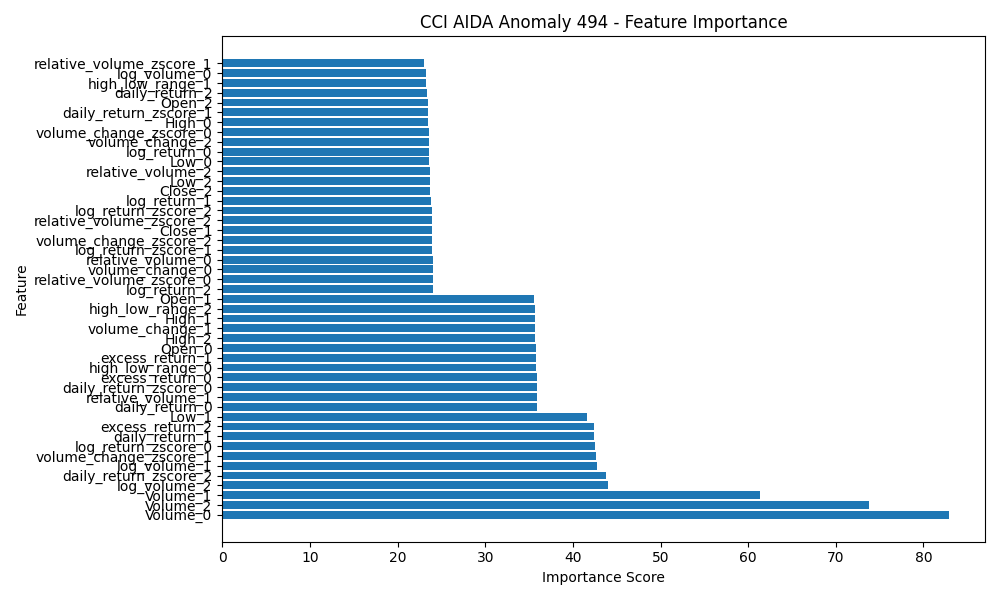 CCI AIDA Anomaly 494 - Feature Importance
relative_volume_zscore_1
log_volume_0
high_low_range_1
daily_return_2
Open_2
daily_return_zscore_1
High_0
volume_change_zscore_0
volume_change_2
log_return_0
Low_0
relative_volume_2
Low_2
Close_2
log_return_1
log_return_zscore_2
relative_volume_zscore_2
Close_1
volume_change_zscore_2
log_return_zscore_1
relative_volume_0
volume_change_0
relative_volume_zscore_0
log_return_2
Open_1
high_low_range_2
High_1
volume_change_1
High_2
Open_0
excess_return_1
high_low_range_0
excess_return_0
daily_return_zscore_0
relative_volume_1
daily_return_0
Low_1
excess_return_2
daily_return_1
log_return_zscore_0
volume_change_zscore_1
log_volume_1
daily_return_zscore_2
log_volume_2
Volume_1
Volume_2
Volume_0
Feature
0 10 20 30 40 50 60 70 80
Importance Score